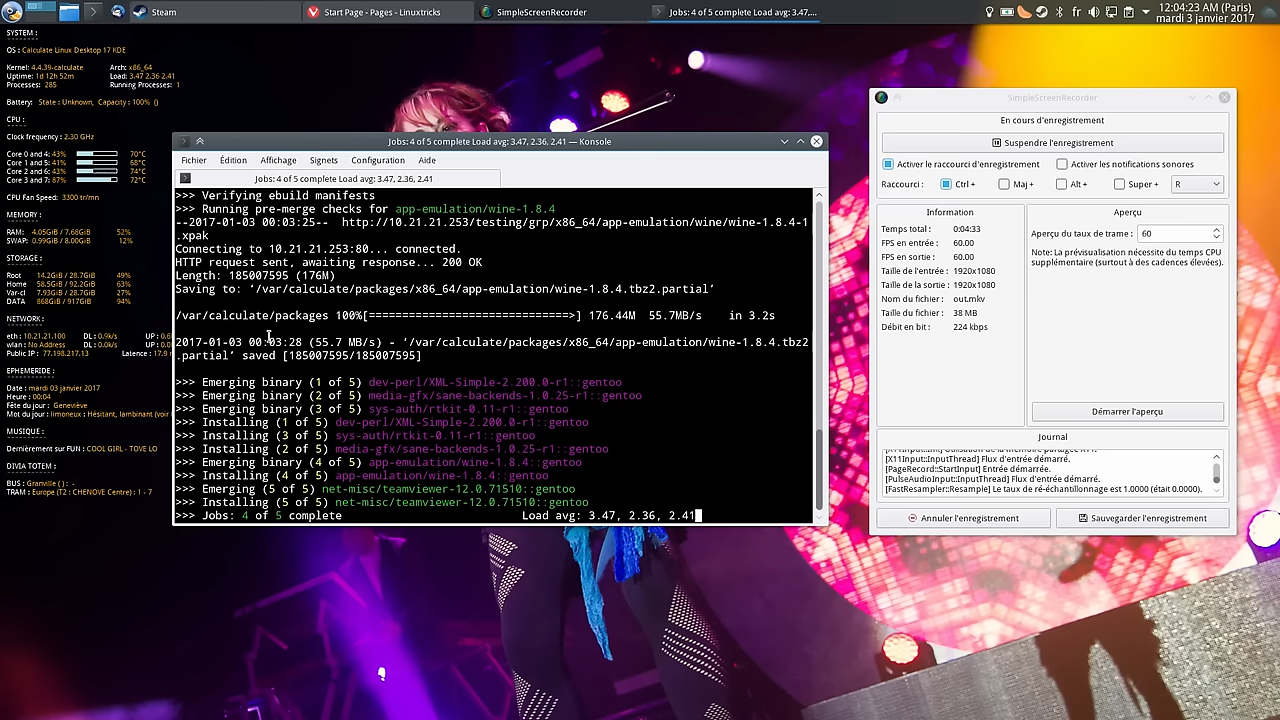 Steam
Start Page - Pages - Linuxtricks
SimpleScreenRecorder
Jobs: 4 of 5 complete Load avg: 3.47,...
fr
12:04:23 AM (Paris)
mardi 3 janvier 2017
SYSTEM :
OS : Calculate Linux Desktop 17 KDE
Kernel: 4.4.39-calculate Arch: x86_64
Uptime: 1d 12h 52m Load: 3.47 2.36 2.41
Processes: 285 Running Processes: 1
Battery: State : Unknown, Capacity : 100% ()
CPU :
Clock frequency : 2.30 GHz
Core 0 and 4: 43% 70°C
Core 1 and 5: 41% 68°C
Core 2 and 6: 43% 74°C
Core 3 and 7: 87% 72°C
CPU Fan Speed: 3300 tr/mn
MEMORY :
RAM: 4.05GiB / 7.68GiB 52%
SWAP: 0.99GiB / 8.00GiB 12%
STORAGE :
Root 14.2GiB / 28.7GiB 49%
Home 58.5GiB / 92.2GiB 63%
Var-cl 7.93GiB / 28.7GiB 27%
DATA 868GiB / 917GiB 94%
NETWORK :
eth : 10.21.21.100 DL : 0.9k/s UP : 0.6
wlan : No Address DL : 0.0k/s UP : 0.0
Public IP : 77.198.217.13 Latence : 17.9
EPHEMERIDE :
Date : mardi 03 janvier 2017
Heure : 00:04
Fête du jour : Geneviève
Mot du jour : limoneux : Hésitant, lambinant (voir
MUSIQUE :
Dernièrement sur FUN : COOL GIRL - TOVE LO
DIVIA TOTEM :
BUS : Granville ( ) : -
TRAM : Europe (T2 : CHENOVE Centre) : 1 - 7
Jobs: 4 of 5 complete Load avg: 3.47, 2.36, 2.41 — Konsole
Fichier Édition Affichage Signets Configuration Aide
Jobs: 4 of 5 complete Load avg: 3.47, 2.36, 2.41
>>> Verifying ebuild manifests
>>> Running pre-merge checks for app-emulation/wine-1.8.4
--2017-01-03 00:03:25-- http://10.21.21.253/testing/grp/x86_64/app-emulation/wine/wine-1.8.4-1
.xpak
Connecting to 10.21.21.253:80... connected.
HTTP request sent, awaiting response... 200 OK
Length: 185007595 (176M)
Saving to: ‘/var/calculate/packages/x86_64/app-emulation/wine-1.8.4.tbz2.partial’
/var/calculate/packages 100%[=============================>] 176.44M 55.7MB/s in 3.2s
2017-01-03 00:03:28 (55.7 MB/s) - ‘/var/calculate/packages/x86_64/app-emulation/wine-1.8.4.tbz2
.partial’ saved [185007595/185007595]
>>> Emerging binary (1 of 5) dev-perl/XML-Simple-2.200.0-r1::gentoo
>>> Emerging binary (2 of 5) media-gfx/sane-backends-1.0.25-r1::gentoo
>>> Emerging binary (3 of 5) sys-auth/rtkit-0.11-r1::gentoo
>>> Installing (1 of 5) dev-perl/XML-Simple-2.200.0-r1::gentoo
>>> Installing (3 of 5) sys-auth/rtkit-0.11-r1::gentoo
>>> Installing (2 of 5) media-gfx/sane-backends-1.0.25-r1::gentoo
>>> Emerging binary (4 of 5) app-emulation/wine-1.8.4::gentoo
>>> Installing (4 of 5) app-emulation/wine-1.8.4::gentoo
>>> Emerging (5 of 5) net-misc/teamviewer-12.0.71510::gentoo
>>> Installing (5 of 5) net-misc/teamviewer-12.0.71510::gentoo
>>> Jobs: 4 of 5 complete Load avg: 3.47, 2.36, 2.41
SimpleScreenRecorder
En cours d'enregistrement
Suspendre l'enregistrement
Activer le raccourci d'enregistrement Activer les notifications sonores
Raccourci : Ctrl + Maj + Alt + Super + R
Information
Temps total : 0:04:33
FPS en entrée : 60.00
FPS en sortie : 60.00
Taille de l'entrée : 1920x1080
Taille de la sortie : 1920x1080
Nom du fichier : out.mkv
Taille du fichier : 38 MB
Débit en bit : 224 kbps
Aperçu
Aperçu du taux de trame : 60
Note: La prévisualisation nécesite du temps CPU
supplémentaire (surtout à des cadences élevées).
Démarrer l'aperçu
Journal
[X11Input::InputThread] Flux d'entrée démarré.
[PageRecord::StartInput] Entrée démarrée.
[PulseAudioInput::InputThread] Flux d'entrée démarré.
[FastResampler::Resample] Le taux de ré-échantillonnage est 1.0000 (était 0.0000).
Annuler l'enregistrement
Sauvegarder l'enregistrement